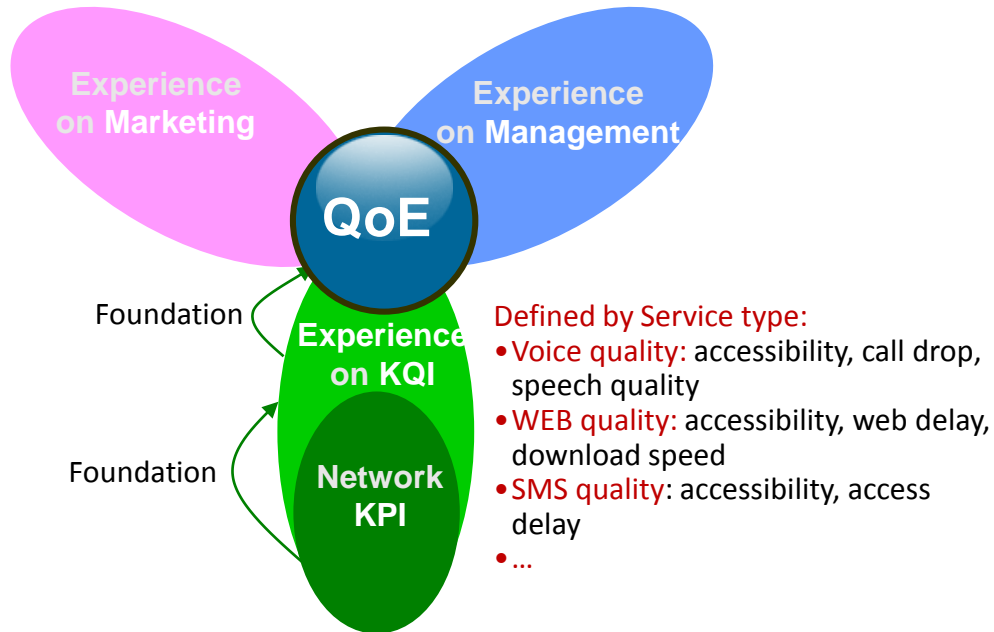 Experience
on Marketing
Experience
on Management
QoE
Foundation
Experience
on KQI
Foundation
Network
KPI
Defined by Service type:
•Voice quality: accessibility, call drop,
speech quality
•WEB quality: accessibility, web delay,
download speed
•SMS quality: accessibility, access
delay
•...